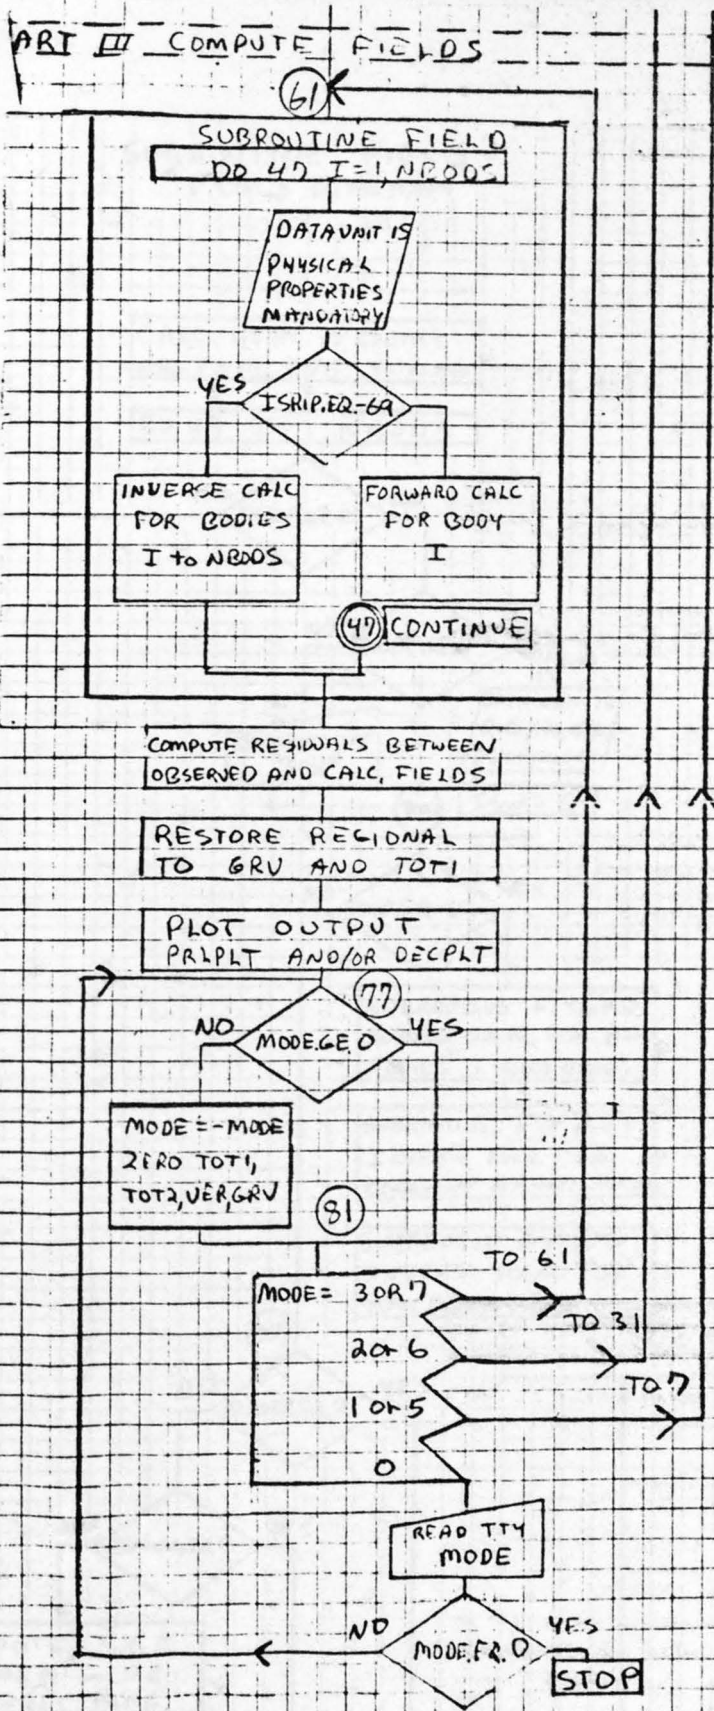 ART III COMPUTE FIELDS
61
SUBROUTINE FIELD
DO 47 I=1,NBODS
DATA UNIT 15
PHYSICAL
PROPERTIES
MANDATORY
YES
.EQ.-69
INVERSE CALC
FOR BODIES
I to NBODS
FORWARD CALC
FOR BODY
I
47 CONTINUE
COMPUTE RESIDUALS BETWEEN
OBSERVED AND CALC. FIELDS
RESTORE REGIONAL
TO GRV AND TOT1
PLOT OUTPUT
PRLPLT AND/OR DECPLT
77
NO
YES
MODE.GE.0
MODE=-MODE
ZERO TOT1,
TOT2,VER,GRV
81
TO 61
MODE= 3 OR 7
TO 31
2 or 6
TO 7
1 or 5
0
READ TTY
MODE
NO
YES
MODE.EQ.0
STOP